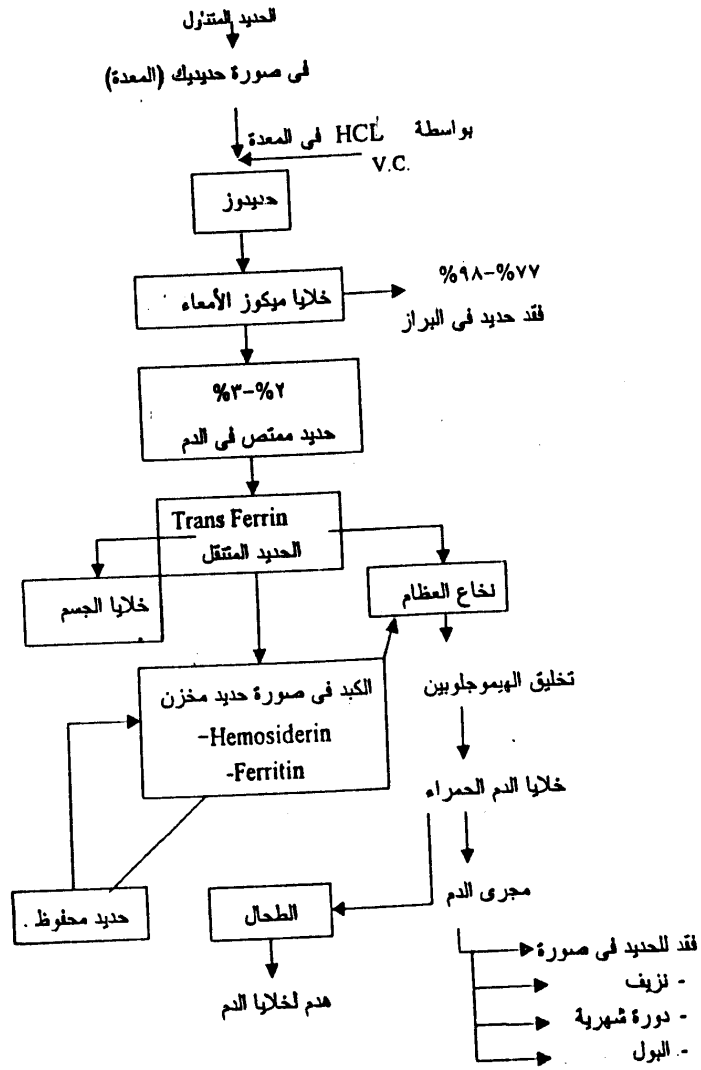 الحديد المتناول
فى صورة حديديك (المعدة)
بواسطة HCL فى المعدة
V.C.
حديدوز
خلايا ميكوز الأمعاء
%٩٨-%٧٧
فقد حديد فى البراز
%٣-%٢
حديد ممتص فى الدم
Trans Ferrin
الحديد المتنقل
خلايا الجسم
نخاع العظام
الكبد فى صورة حديد مخزن
-Hemosiderin
-Ferritin
تخليق الهيموجلوبين
خلايا الدم الحمراء
مجرى الدم
الطحال
حديد محفوظ .
هدم لخلايا الدم
فقد للحديد فى صورة
- نزيف
- دورة شهرية
- البول